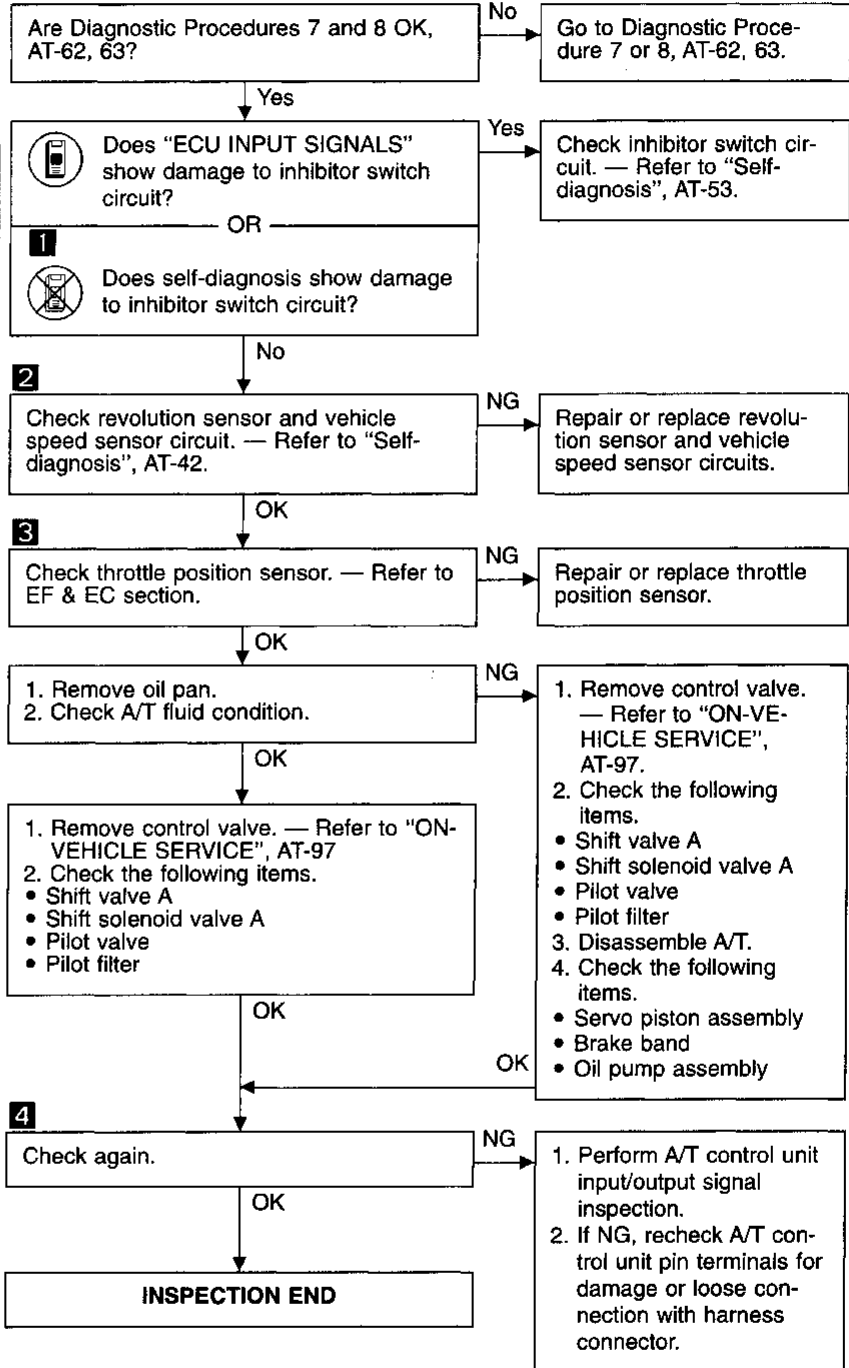 Are Diagnostic Procedures 7 and 8 OK,
AT-62, 63?
No
Go to Diagnostic Proce-
dure 7 or 8, AT-62, 63.
Yes
Does “ECU INPUT SIGNALS”
show damage to inhibitor switch
circuit?
Yes
Check inhibitor switch cir-
cuit. — Refer to “Self-
diagnosis”, AT-53.
OR
1
Does self-diagnosis show damage
to inhibitor switch circuit?
No
2
Check revolution sensor and vehicle
speed sensor circuit. — Refer to “Self-
diagnosis”, AT-42.
NG
Repair or replace revolu-
tion sensor and vehicle
speed sensor circuits.
OK
3
Check throttle position sensor. — Refer to
EF & EC section.
NG
Repair or replace throttle
position sensor.
OK
1. Remove oil pan.
2. Check A/T fluid condition.
NG
1. Remove control valve.
— Refer to “ON-VE-
HICLE SERVICE”,
AT-97.
2. Check the following
items.
• Shift valve A
• Shift solenoid valve A
• Pilot valve
• Pilot filter
3. Disassemble A/T.
4. Check the following
items.
• Servo piston assembly
• Brake band
• Oil pump assembly
OK
1. Remove control valve. — Refer to “ON-
VEHICLE SERVICE”, AT-97
2. Check the following items.
• Shift valve A
• Shift solenoid valve A
• Pilot valve
• Pilot filter
OK
OK
4
Check again.
NG
1. Perform A/T control unit
input/output signal
inspection.
2. If NG, recheck A/T con-
trol unit pin terminals for
damage or loose con-
nection with harness
connector.
OK
INSPECTION END